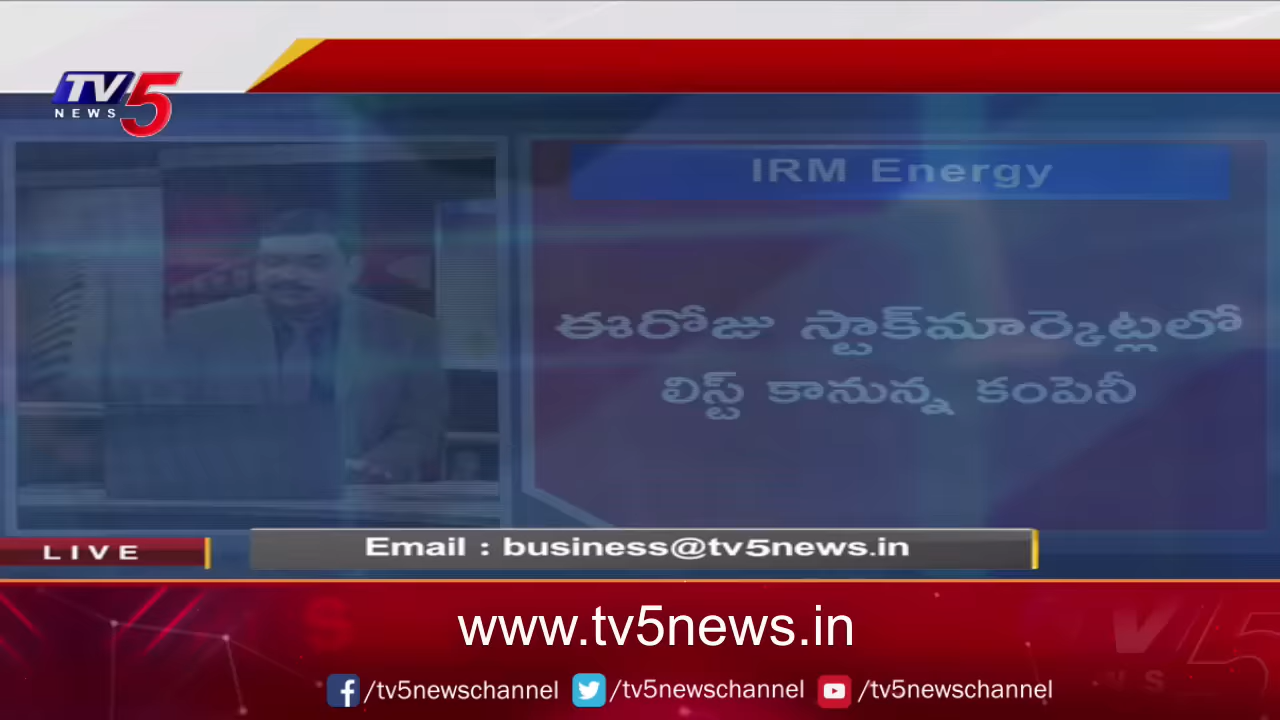 TV5
NEWS
IRM Energy
ఈరోజు స్టాక్‌మార్కెట్లలో
లిస్ట్ కానున్న కంపెనీ
LIVE
Email : business@tv5news.in
www.tv5news.in
/tv5newschannel /tv5newschannel /tv5newschannel